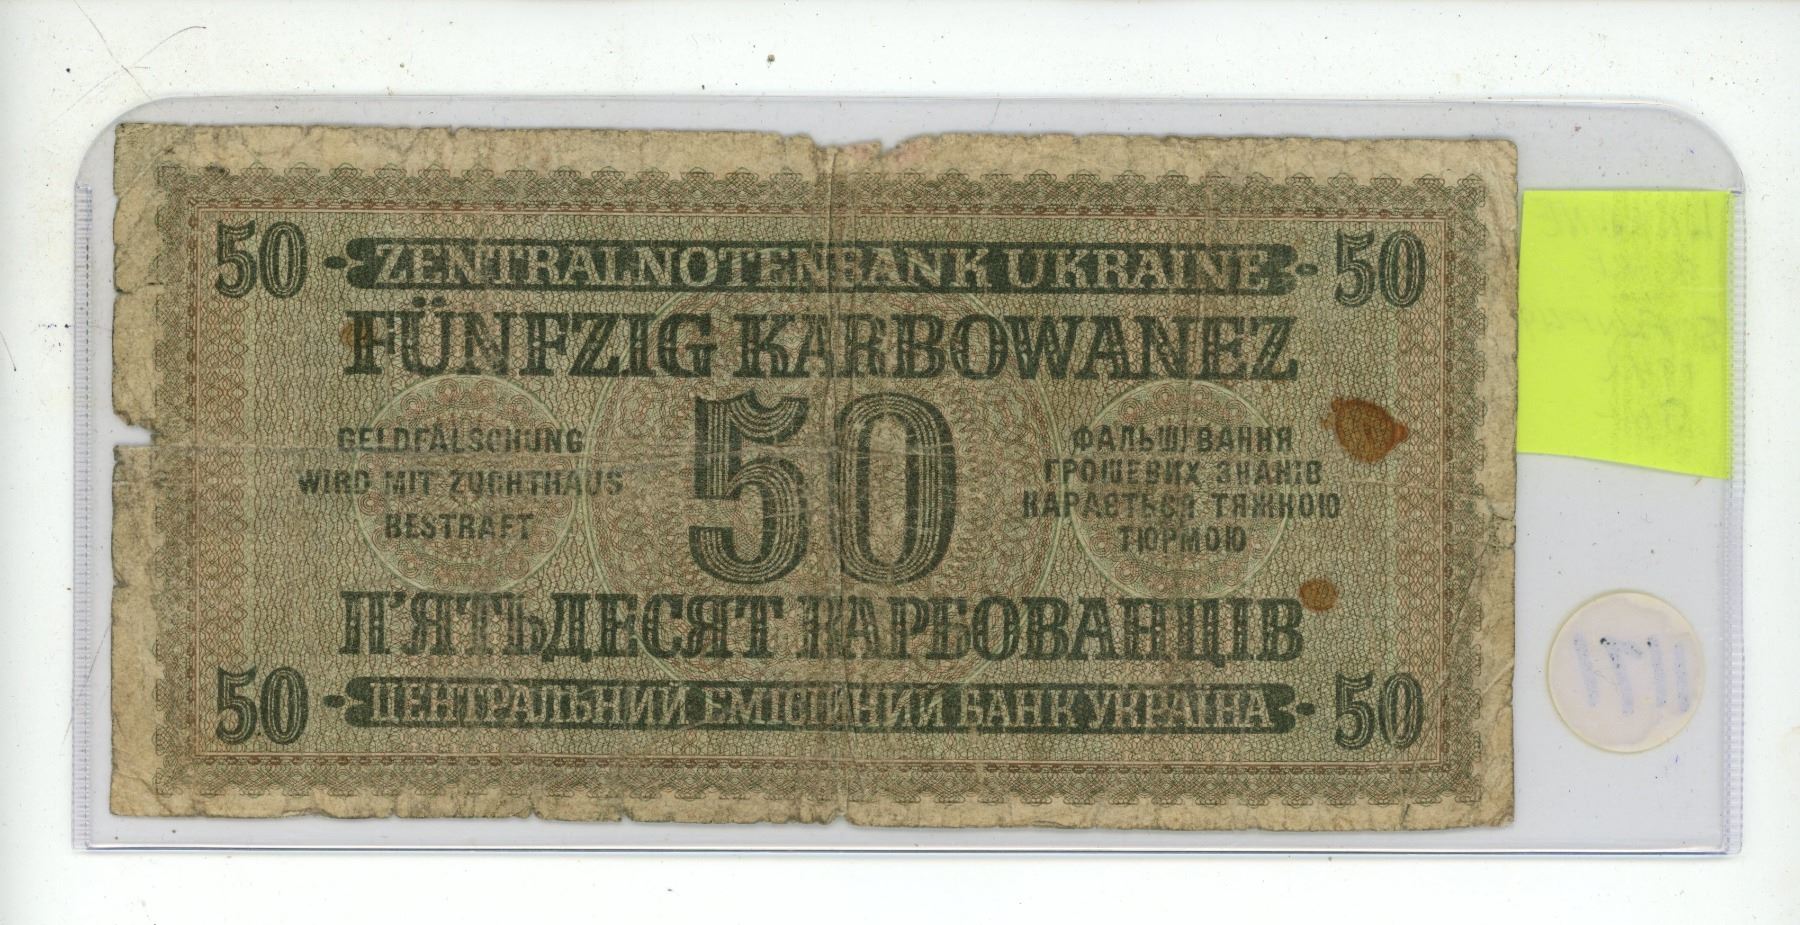 50 ZENTRALNOTENBANK UKRAINE 50
FÜNFZIG KARBOWANEZ
50
GELDFÄLSCHUNG
WIRD MIT ZUCHTHAUS
BESTRAFT
ФАЛЬШУВАННЯ
ГРОШЕВИХ ЗНАНІВ
КАРАЄТЬСЯ ТЯЖКОЮ
ТЮРМОЮ
П'ЯТЬДЕСЯТ КАРБОВАНЦІВ
50 ЦЕНТРАЛЬНИЙ ЕМІСІЙНИЙ БАНК УКРАЇНА 50
1171